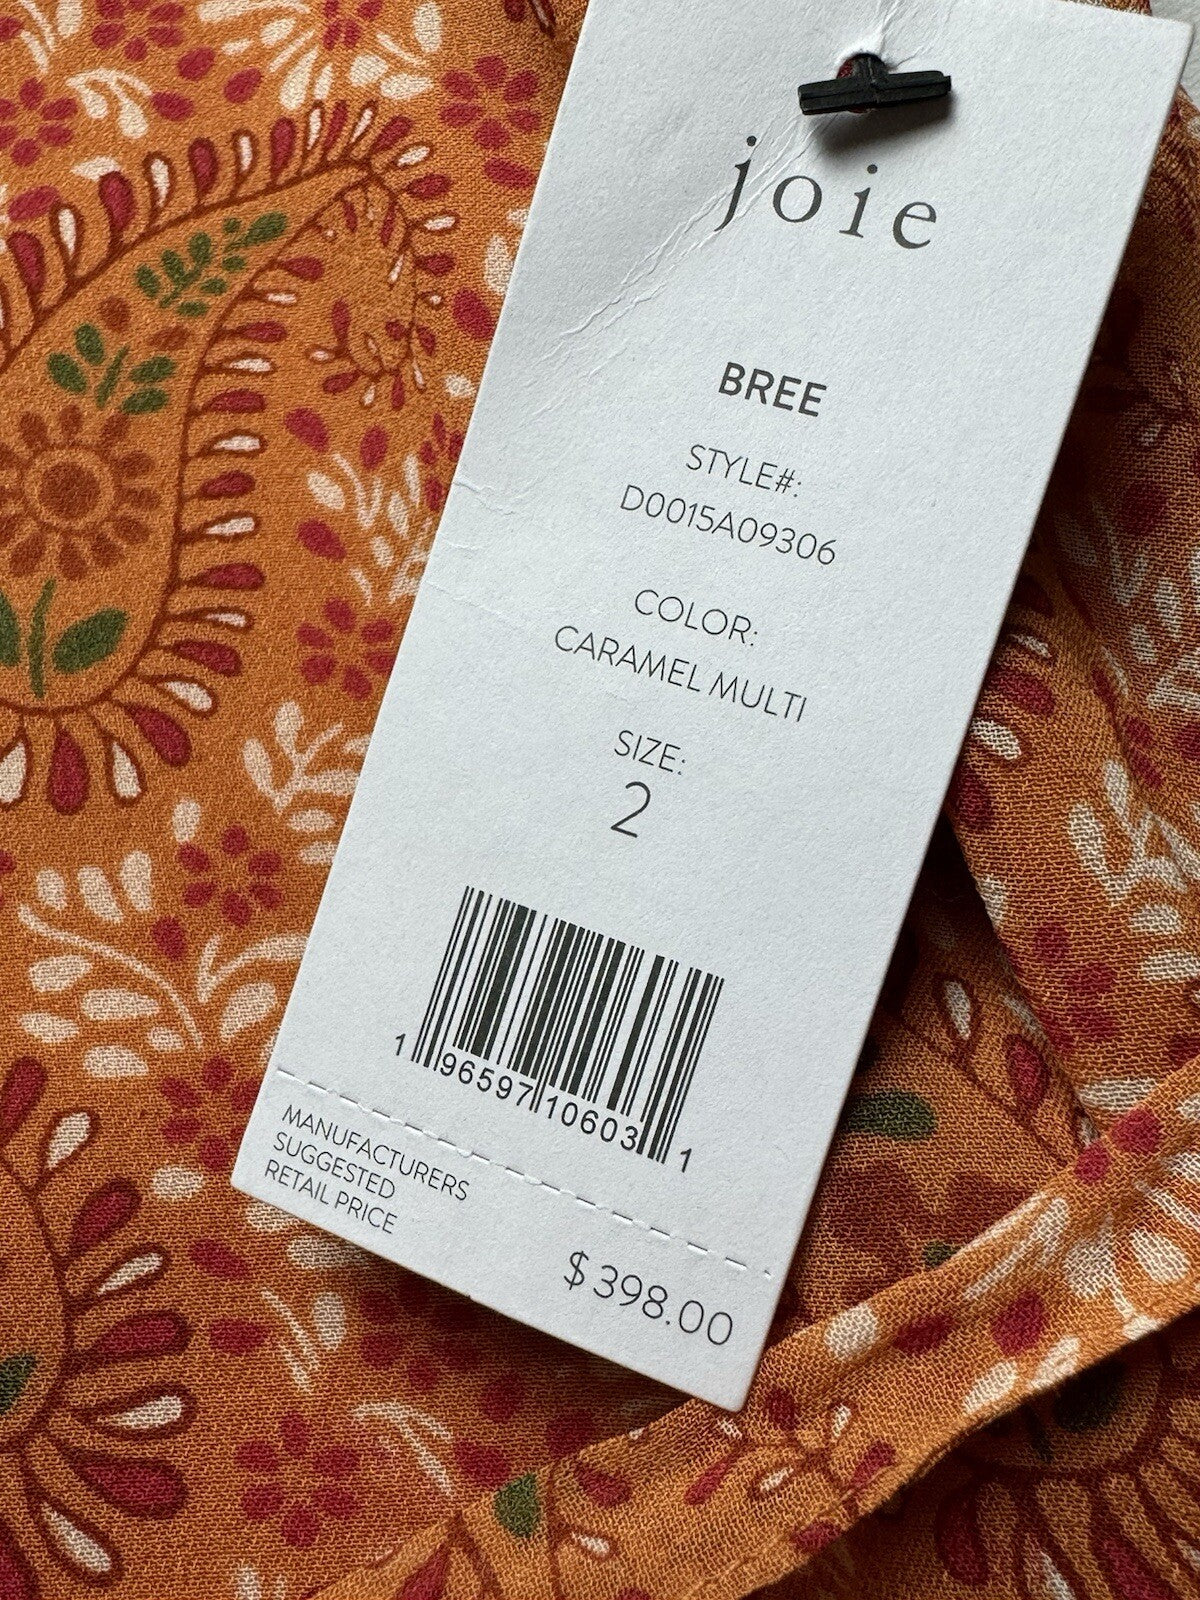 joie
BREE
STYLE#:
D0015A09306
COLOR:
CARAMEL MULTI
SIZE:
2
1 96597 10603 1
MANUFACTURERS
SUGGESTED
RETAIL PRICE
$398.00